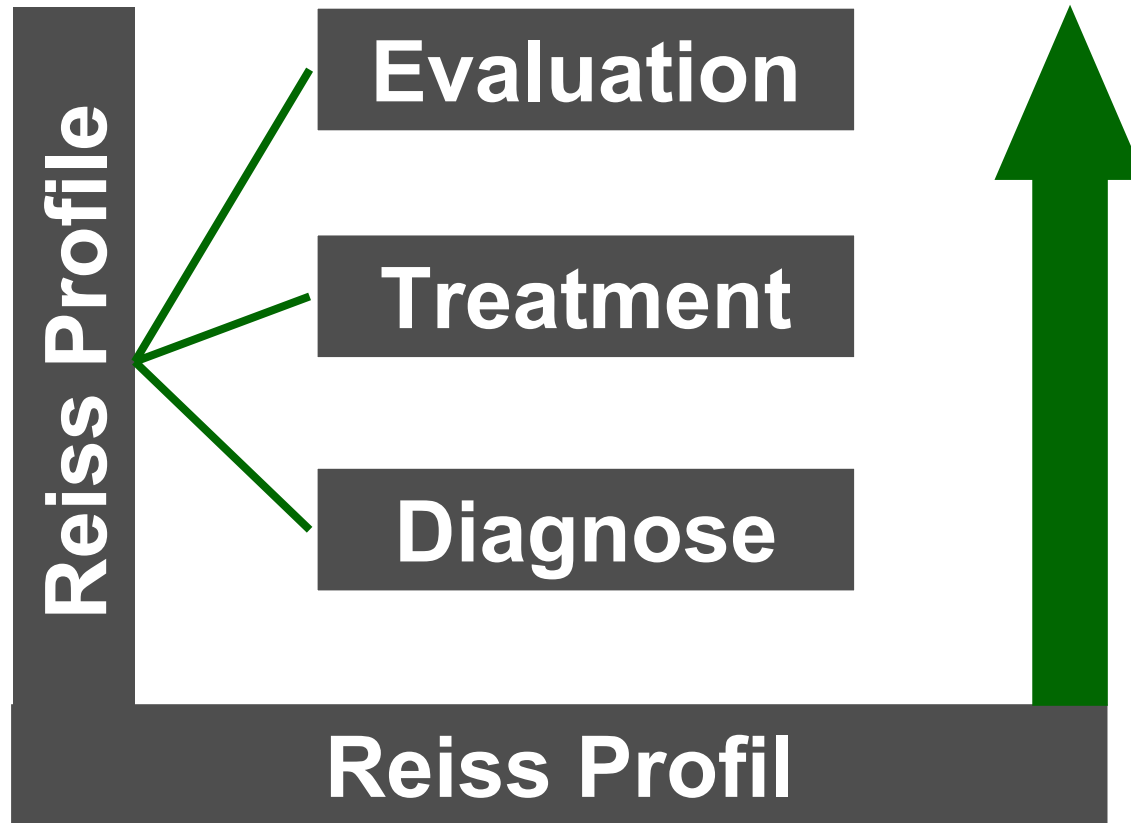 Reiss Profile
Evaluation
Treatment
Diagnose
Reiss Profil